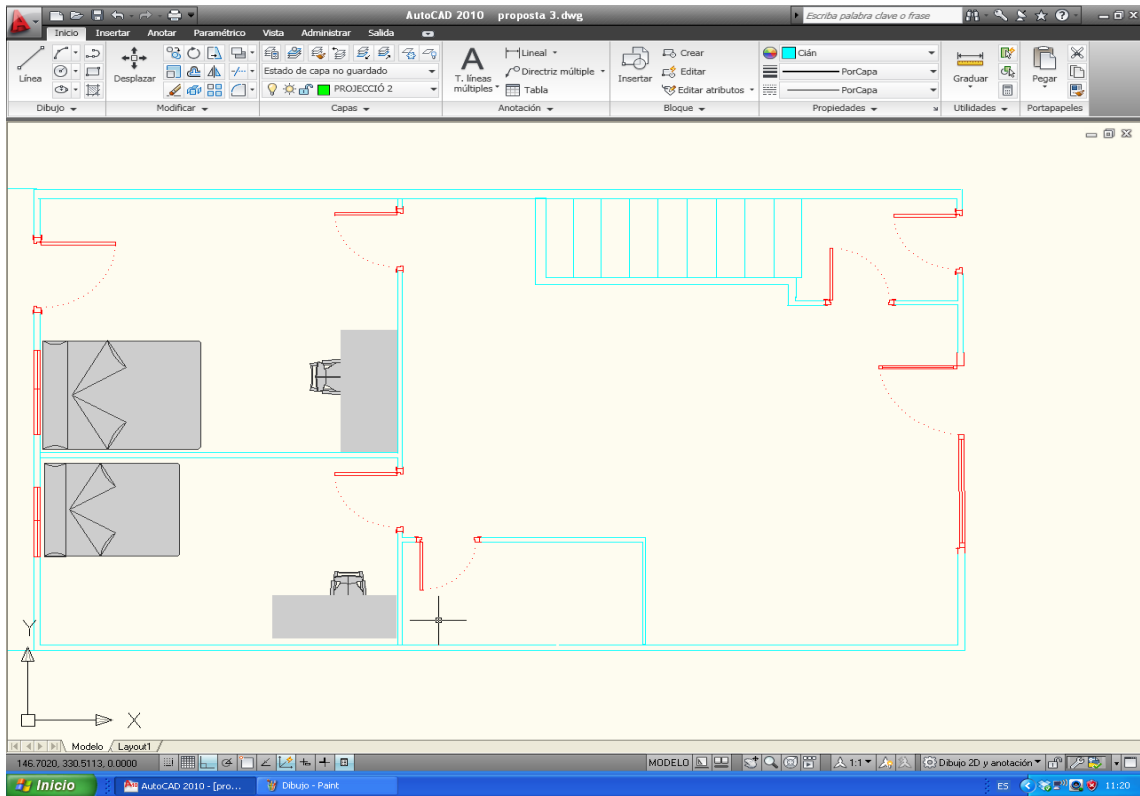 AutoCAD 2010 proposta 3.dwg
Escriba palabra clave o frase
Inicio Insertar Anotar Paramétrico Vista Administrar Salida
Línea
Desplazar
Estado de capa no guardado
PROJECCIÓ 2
A
T. líneas múltiples
Lineal
Directriz múltiple
Tabla
Insertar
Crear
Editar
Editar atributos
Cián
PorCapa
PorCapa
Graduar
Pegar
Dibujo Modificar Capas Anotación Bloque Propiedades Utilidades Portapapeles
Y
X
Modelo Layout1
146.7020, 330.5113, 0.0000 MODELO 1:1 Dibujo 2D y anotación
Inicio AutoCAD 2010 - [pro... Dibujo - Paint ES 11:20